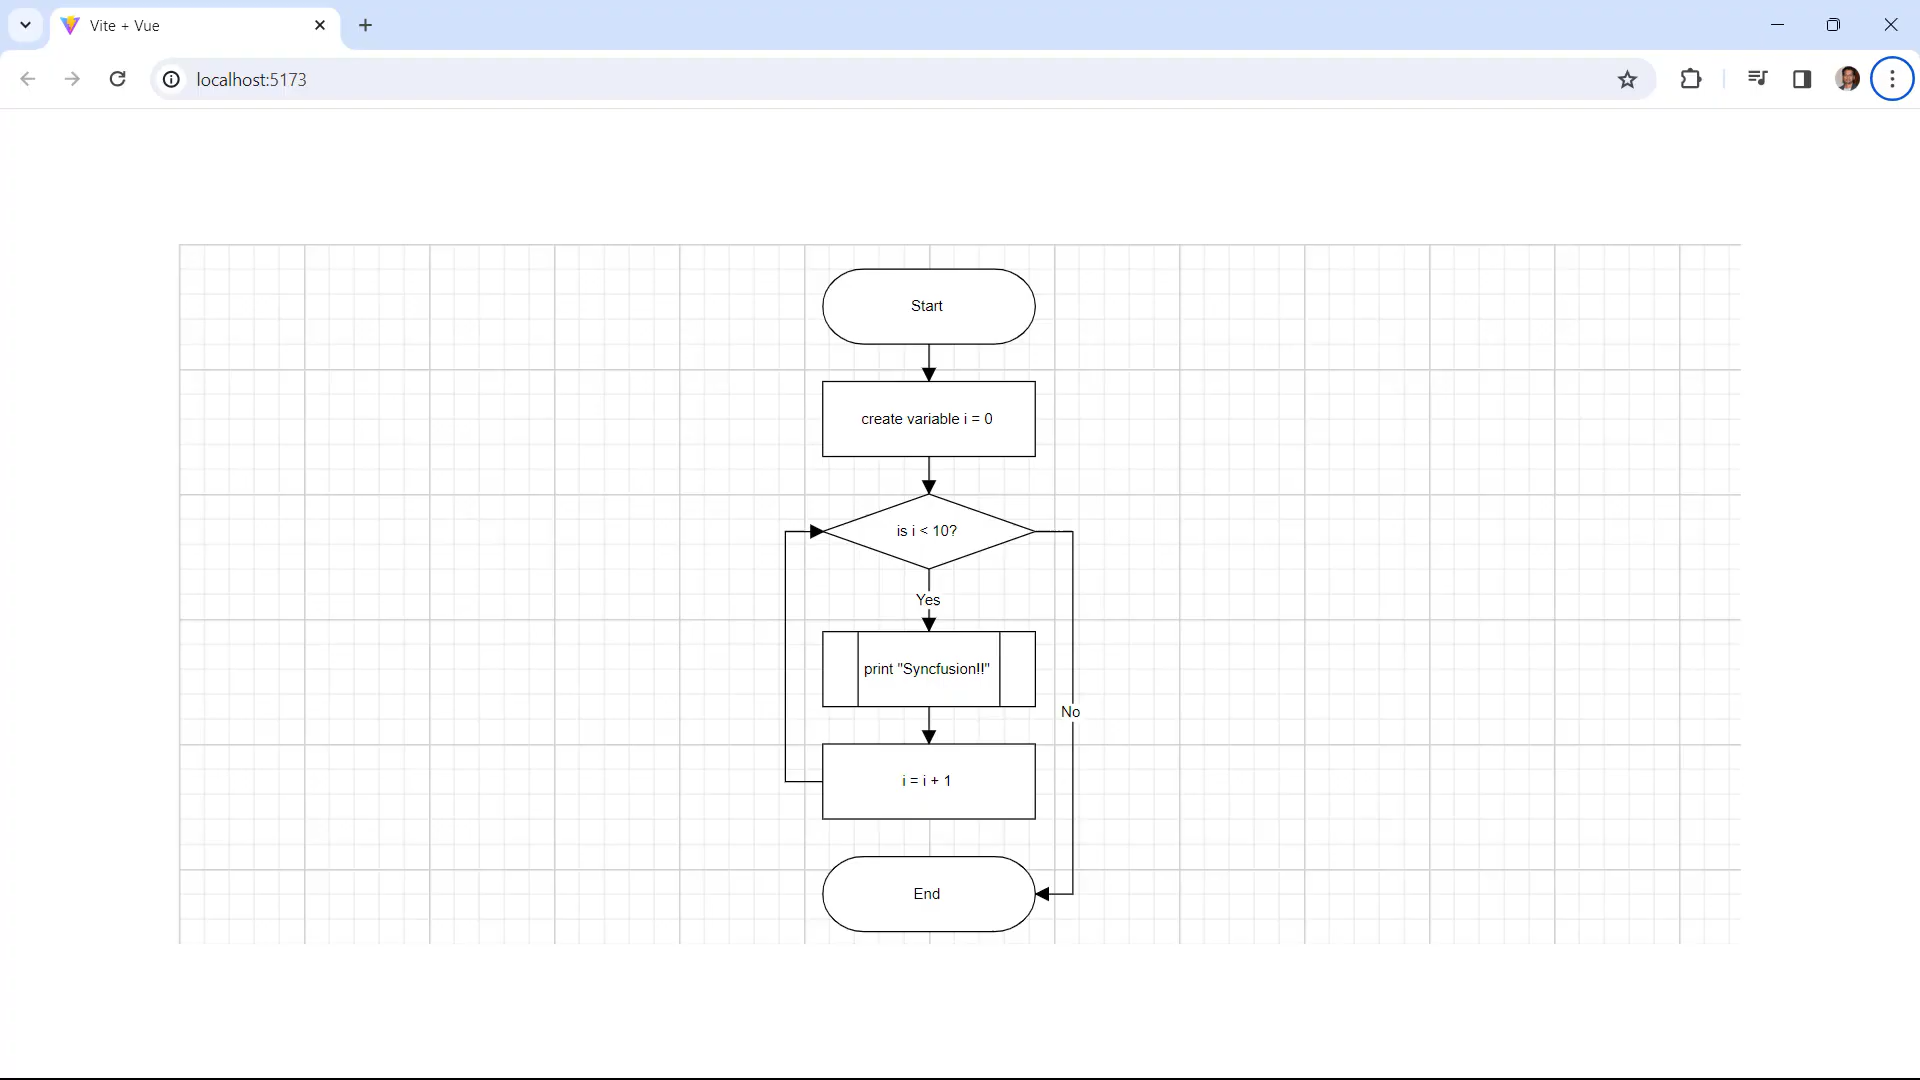 Vite + Vue
localhost:5173
Start
create variable i = 0
is i < 10?
Yes
print "Syncfusion!!"
No
i = i + 1
End